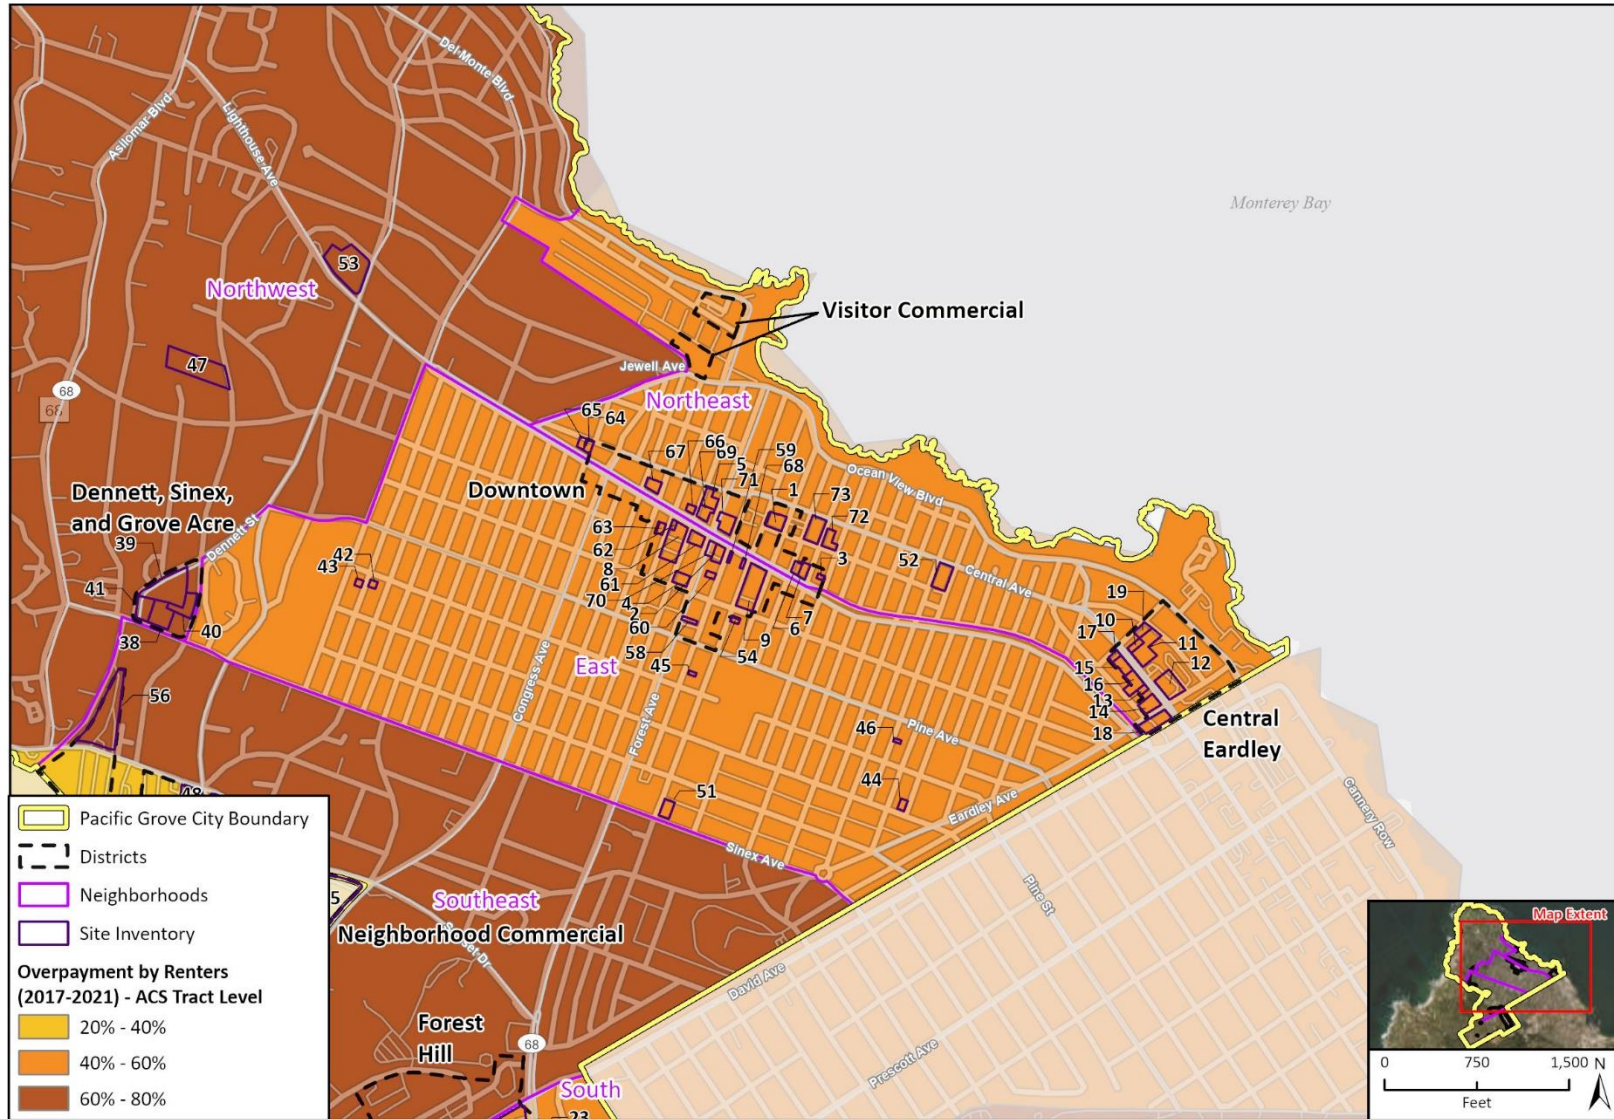 Del Monte Blvd
Asilomar Blvd
Lighthouse Ave
Monterey Bay
53
Northwest
Visitor Commercial
47
Jewell Ave
68
68
Northeast
65
64
66
59
67
69
68
5
71
1
73
Ocean View Blvd
72
Downtown
Dennett, Sinex,
and Grove Acre
39
Dennett St
63
62
8
61
70
4
2
60
58
45
3
52
Central Ave
42
43
41
40
38
7
6
9
54
East
56
Congress Ave
Forest Ave
19
10
17
11
12
15
16
13
14
18
Central
Eardley
46
Pine Ave
44
Eardley Ave
51
Sinex Ave
Cannery Row
Pine St
48
5
Southeast
Neighborhood Commercial
Sunset Dr
David Ave
Prescott Ave
Forest
Hill
68
South
23
Pacific Grove City Boundary
Districts
Neighborhoods
Site Inventory
Overpayment by Renters
(2017-2021) - ACS Tract Level
20% - 40%
40% - 60%
60% - 80%
Map Extent
0 750 1,500 N
Feet